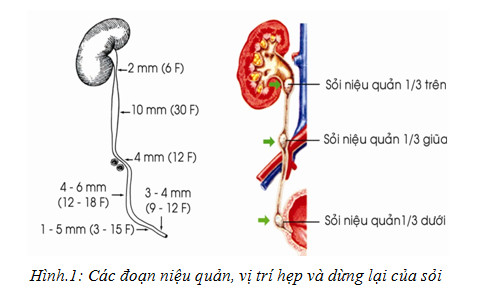 2 mm (6 F)
10 mm (30 F)
4 mm (12 F)
4 - 6 mm
(12 - 18 F)
3 - 4 mm
(9 - 12 F)
1 - 5 mm (3 - 15 F)
Sỏi niệu quản 1/3 trên
Sỏi niệu quản 1/3 giũa
Sỏi niệu quản1/3 dưới
Hình.1: Các đoạn niệu quản, vị trí hẹp và dừng lại của sỏi